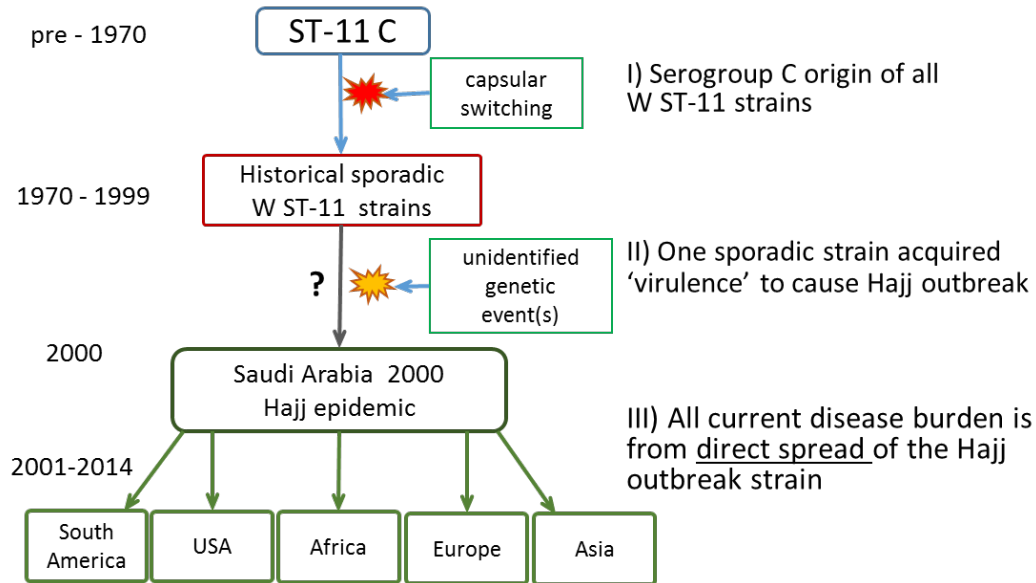 pre - 1970
ST-11 C
capsular
switching
I) Serogroup C origin of all
W ST-11 strains
1970 - 1999
Historical sporadic
W ST-11 strains
?
unidentified
genetic
event(s)
II) One sporadic strain acquired
‘virulence’ to cause Hajj outbreak
2000
Saudi Arabia 2000
Hajj epidemic
III) All current disease burden is
from direct spread of the Hajj
outbreak strain
2001-2014
South
America
USA
Africa
Europe
Asia